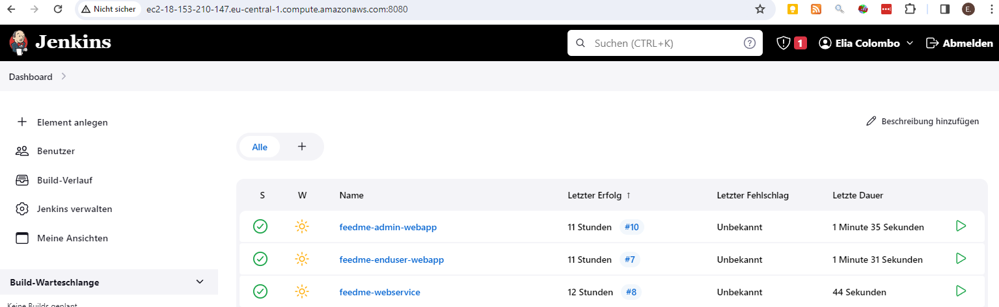 Nicht sicher ec2-18-153-210-147.eu-central-1.compute.amazonaws.com:8080 E.
Jenkins Suchen (CTRL+K) ? 1 Elia Colombo Abmelden
Dashboard
Element anlegen
Beschreibung hinzufügen
Benutzer
Alle +
Build-Verlauf
Jenkins verwalten
Meine Ansichten
S W Name Letzter Erfolg ↑ Letzter Fehlschlag Letzte Dauer
feedme-admin-webapp 11 Stunden #10 Unbekannt 1 Minute 35 Sekunden
feedme-enduser-webapp 11 Stunden #7 Unbekannt 1 Minute 31 Sekunden
Build-Warteschlange
feedme-webservice 12 Stunden #8 Unbekannt 44 Sekunden
Keine Builds geplant